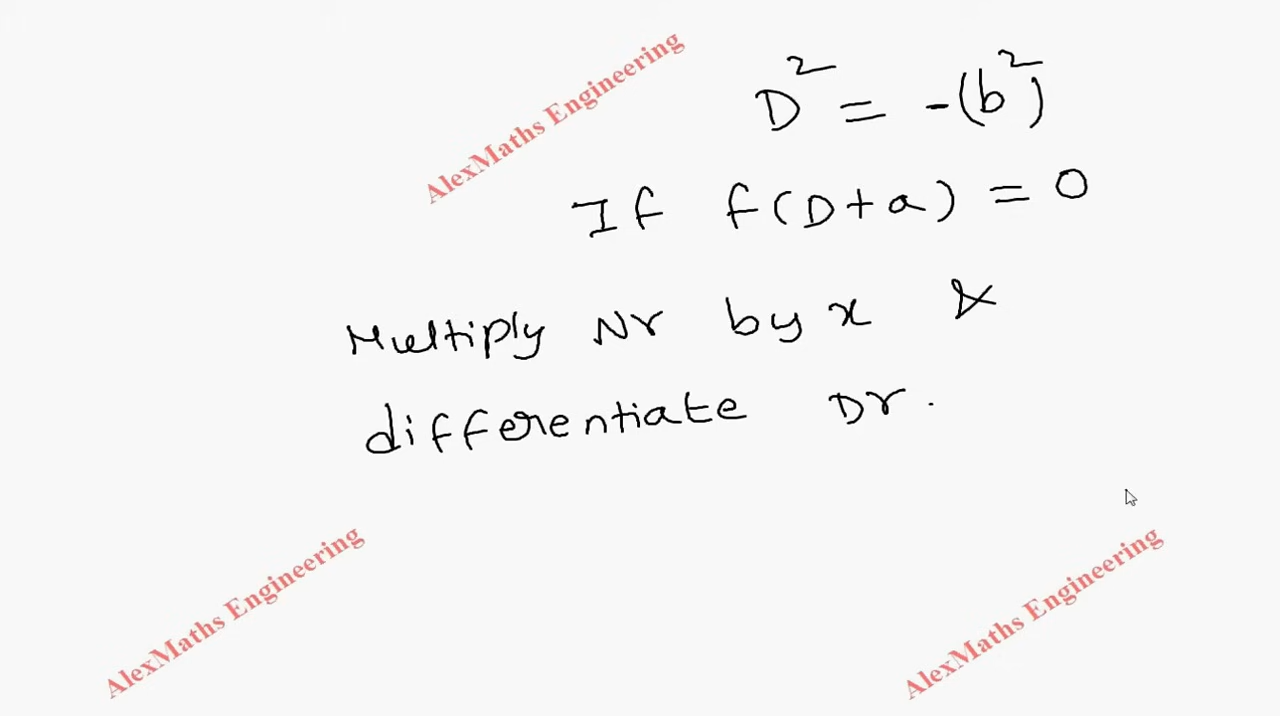 AlexMaths Engineering
D² = -(b²)
If f(D+a) = 0
Multiply Nr by x &
differentiate Dr.
AlexMaths Engineering
AlexMaths Engineering